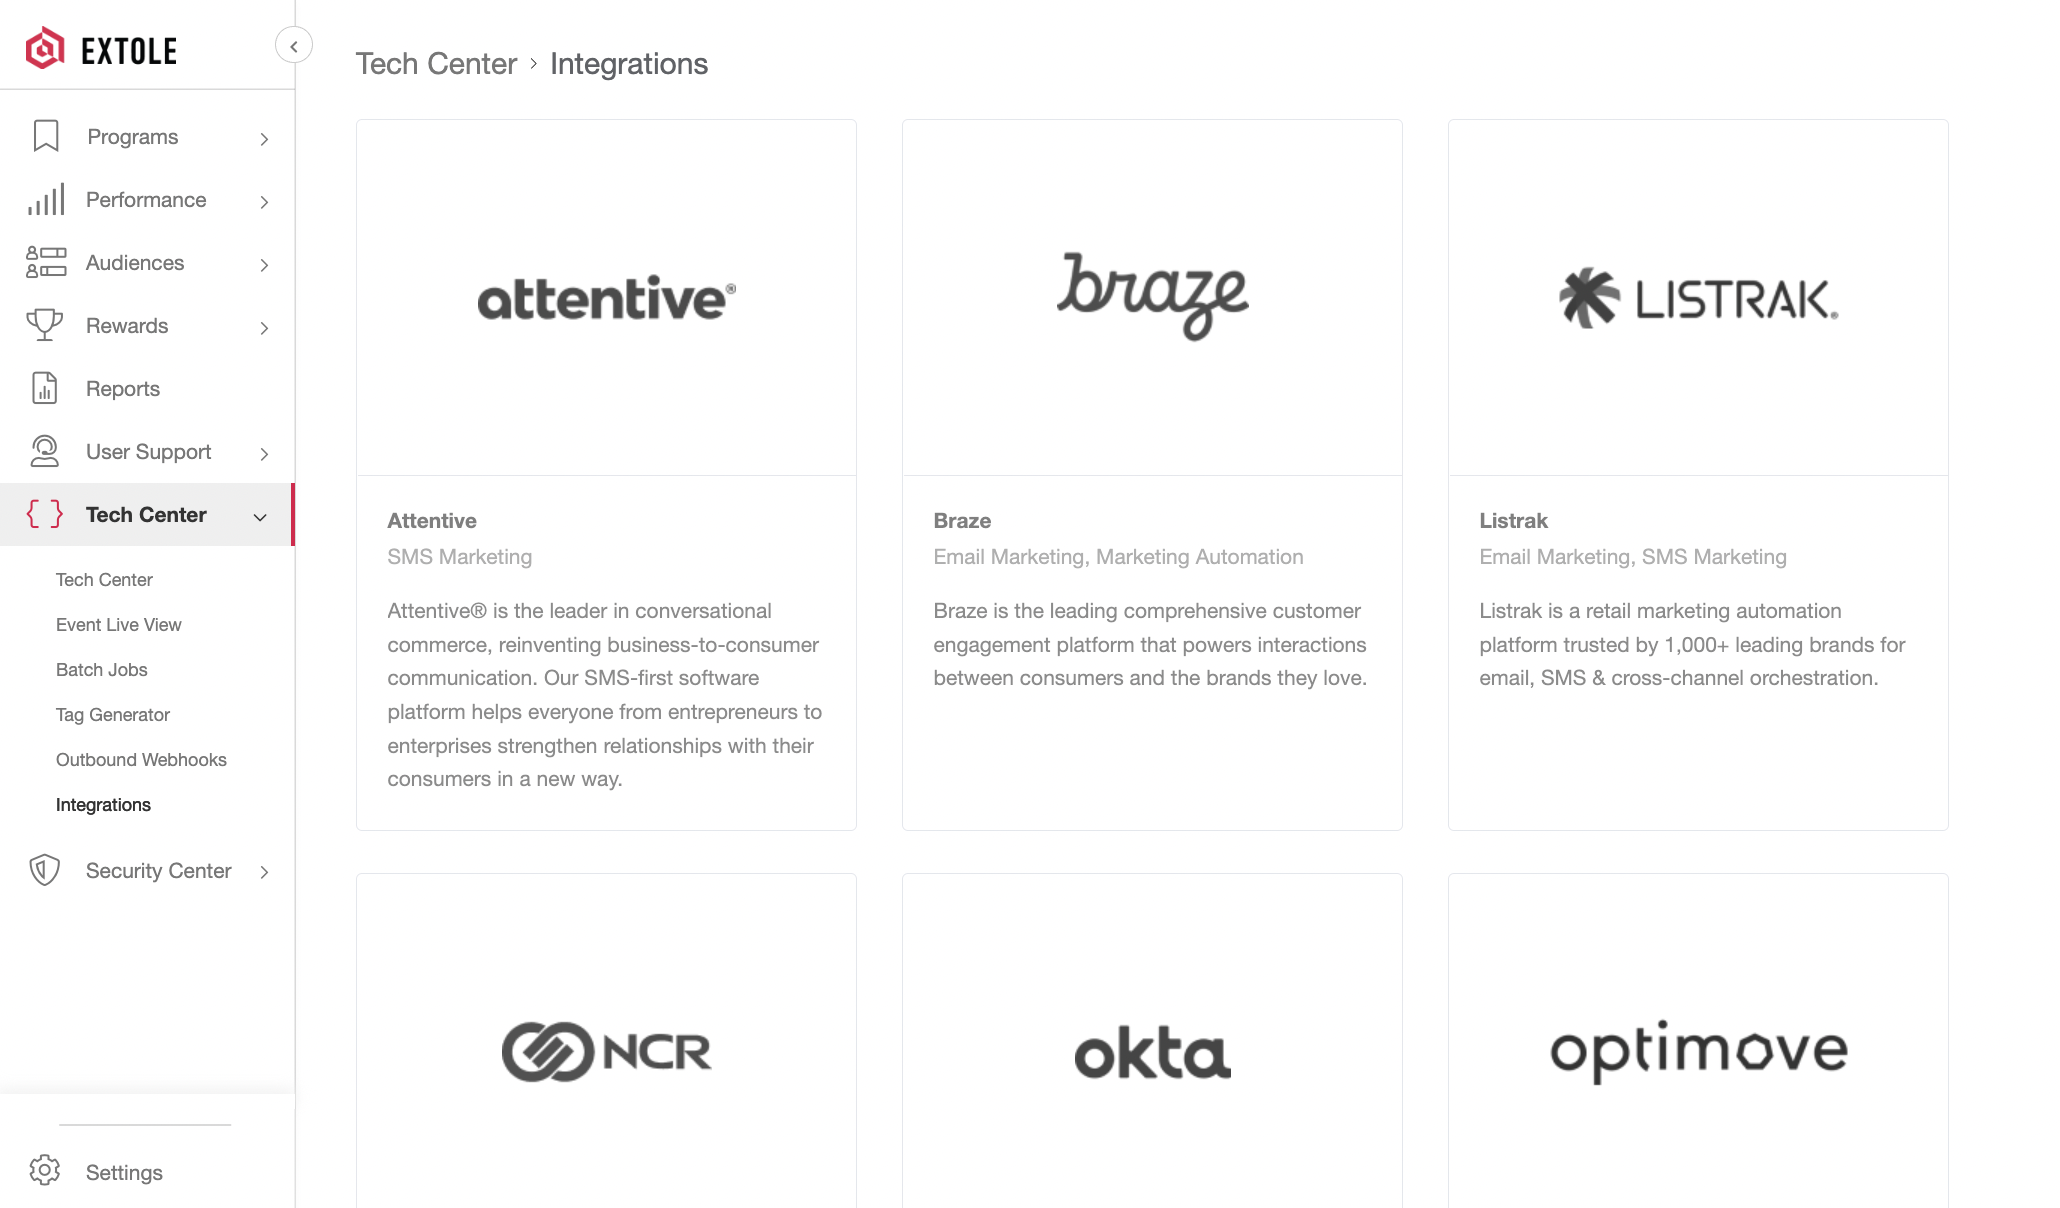 EXTOLE
Programs
Performance
Audiences
Rewards
Reports
User Support
Tech Center
Tech Center
Event Live View
Batch Jobs
Tag Generator
Outbound Webhooks
Integrations
Security Center
Settings
Tech Center › Integrations
attentive®
Attentive
SMS Marketing
Attentive® is the leader in conversational
commerce, reinventing business-to-consumer
communication. Our SMS-first software
platform helps everyone from entrepreneurs to
enterprises strengthen relationships with their
consumers in a new way.
braze
Braze
Email Marketing, Marketing Automation
Braze is the leading comprehensive customer
engagement platform that powers interactions
between consumers and the brands they love.
LISTRAK®
Listrak
Email Marketing, SMS Marketing
Listrak is a retail marketing automation
platform trusted by 1,000+ leading brands for
email, SMS & cross-channel orchestration.
NCR
okta
optimove